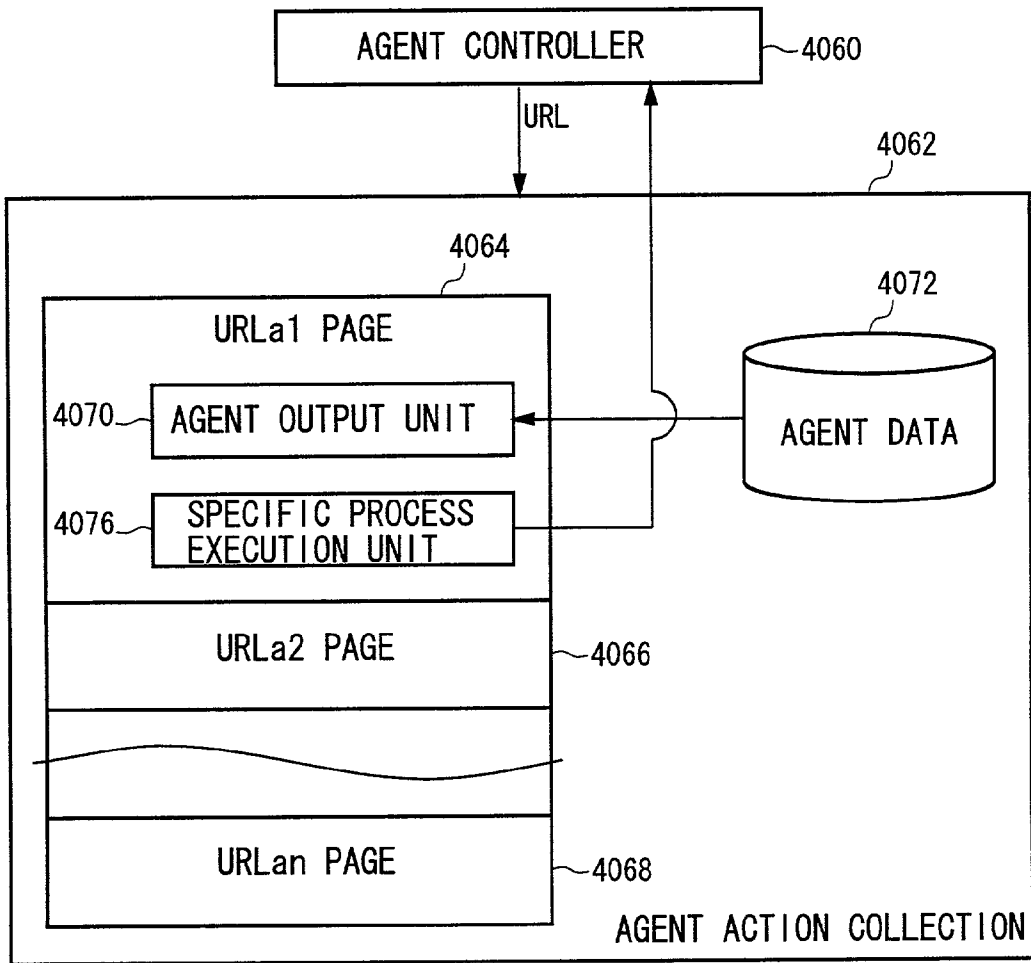 AGENT CONTROLLER
4060
URL
4062
4064
URLa1 PAGE
4072
4070
AGENT OUTPUT UNIT
AGENT DATA
4076
SPECIFIC PROCESS
EXECUTION UNIT
URLa2 PAGE
4066
URLan PAGE
4068
AGENT ACTION COLLECTION